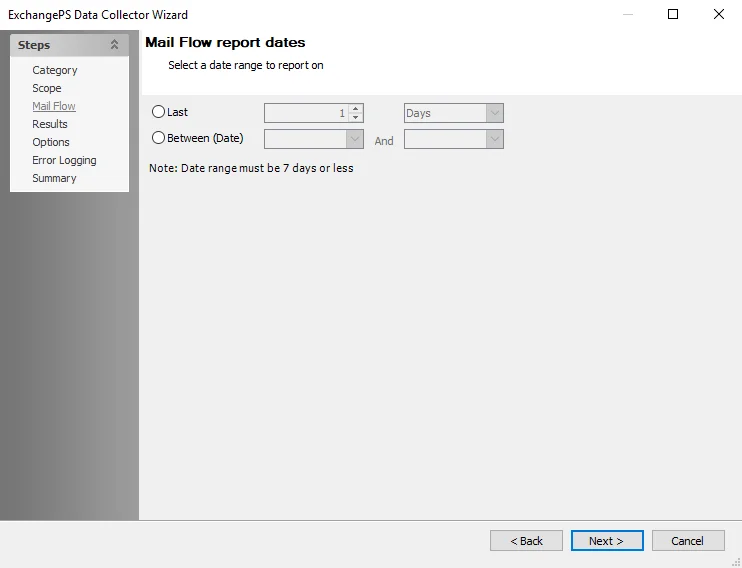 ExchangePS Data Collector Wizard
Steps
Category
Scope
Mail Flow
Results
Options
Error Logging
Summary
Mail Flow report dates
Select a date range to report on
Last 1 Days
Between (Date) And
Note: Date range must be 7 days or less
< Back Next > Cancel